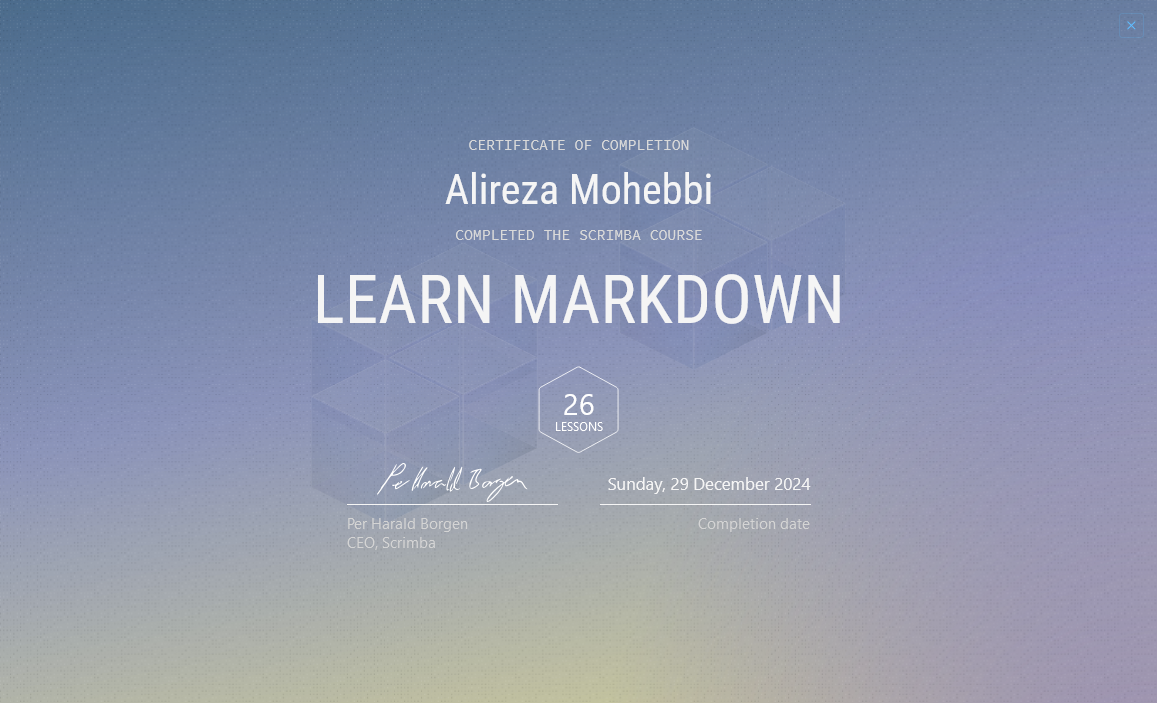 CERTIFICATE OF COMPLETION
Alireza Mohebbi
COMPLETED THE SCRIMBA COURSE
LEARN MARKDOWN
26
LESSONS
Per Harald Borgen
Sunday, 29 December 2024
Per Harald Borgen
Completion date
CEO, Scrimba